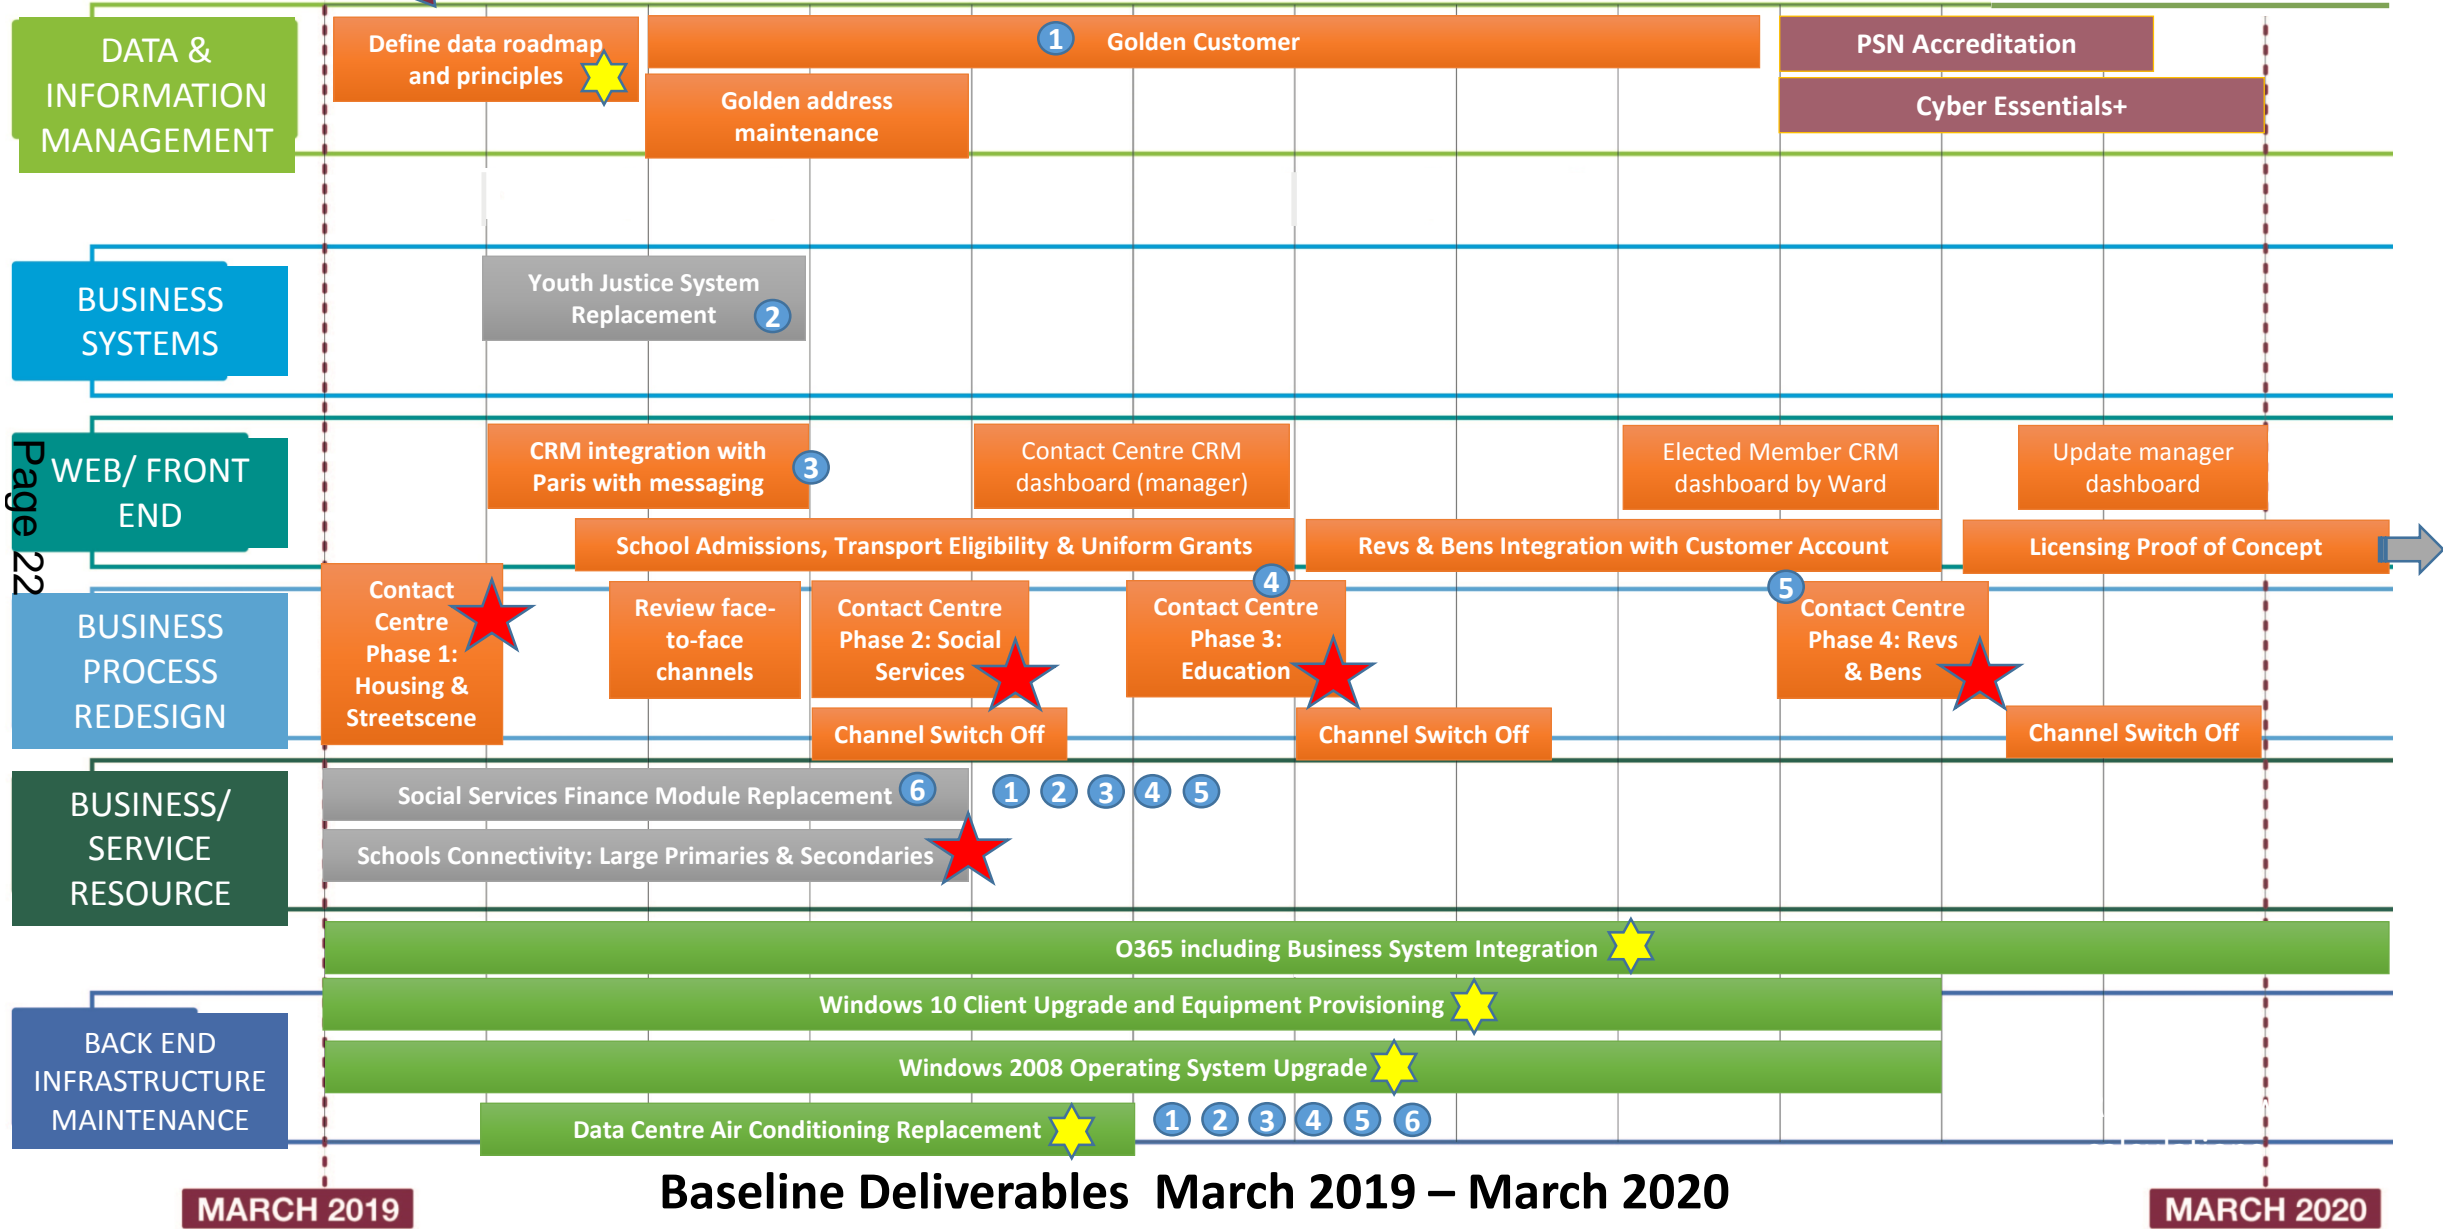 DATA &
INFORMATION
MANAGEMENT
Define data roadmap
and principles
1
Golden Customer
Golden address
maintenance
PSN Accreditation
Cyber Essentials+
BUSINESS
SYSTEMS
Youth Justice System
Replacement
2
Page 22
WEB/ FRONT
END
CRM integration with
Paris with messaging
3
Contact Centre CRM
dashboard (manager)
Elected Member CRM
dashboard by Ward
Update manager
dashboard
School Admissions, Transport Eligibility & Uniform Grants
Revs & Bens Integration with Customer Account
Licensing Proof of Concept
BUSINESS
PROCESS
REDESIGN
Contact
Centre
Phase 1:
Housing &
Streetscene
Review face-
to-face
channels
Contact Centre
Phase 2: Social
Services
4
Contact Centre
Phase 3:
Education
5
Contact Centre
Phase 4: Revs
& Bens
Channel Switch Off
Channel Switch Off
Channel Switch Off
BUSINESS/
SERVICE
RESOURCE
Social Services Finance Module Replacement
6
1 2 3 4 5
Schools Connectivity: Large Primaries & Secondaries
O365 including Business System Integration
BACK END
INFRASTRUCTURE
MAINTENANCE
Windows 10 Client Upgrade and Equipment Provisioning
Windows 2008 Operating System Upgrade
Data Centre Air Conditioning Replacement
1 2 3 4 5 6
Baseline Deliverables March 2019 – March 2020
MARCH 2019
MARCH 2020